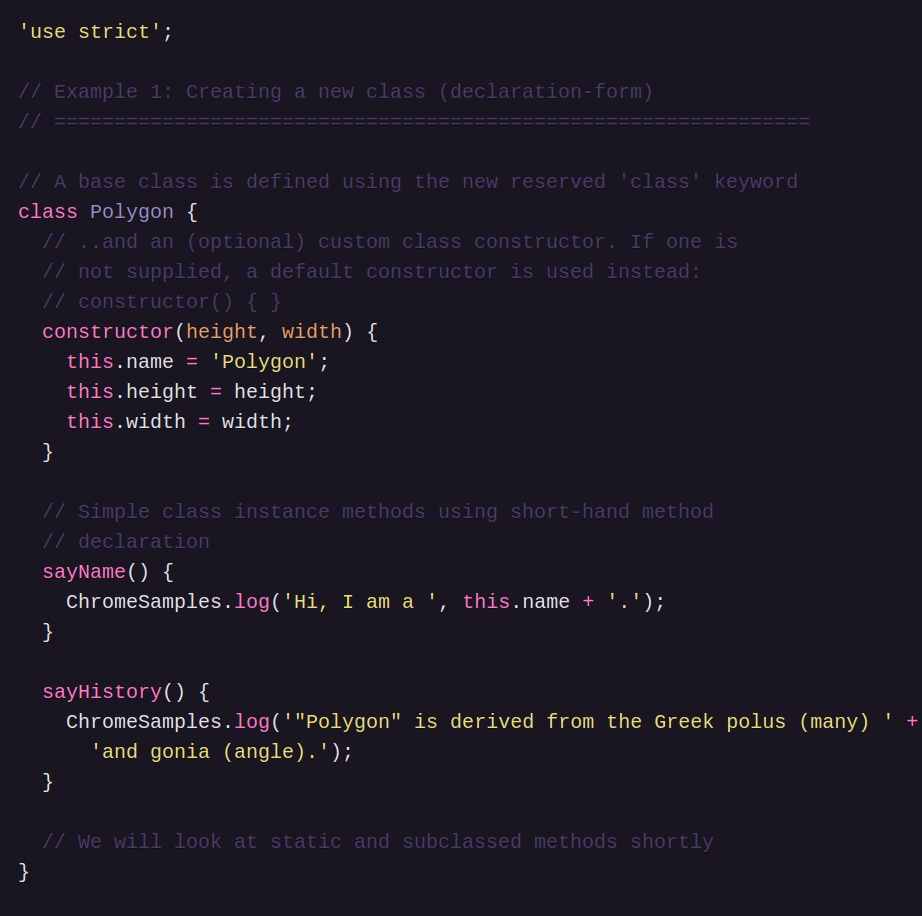 'use strict';

// Example 1: Creating a new class (declaration-form)
// ===============================================================

// A base class is defined using the new reserved 'class' keyword
class Polygon {
  // ..and an (optional) custom class constructor. If one is
  // not supplied, a default constructor is used instead:
  // constructor() { }
  constructor(height, width) {
    this.name = 'Polygon';
    this.height = height;
    this.width = width;
  }

  // Simple class instance methods using short-hand method
  // declaration
  sayName() {
    ChromeSamples.log('Hi, I am a ', this.name + '.');
  }

  sayHistory() {
    ChromeSamples.log('"Polygon" is derived from the Greek polus (many) ' +
      'and gonia (angle).');
  }

  // We will look at static and subclassed methods shortly
}